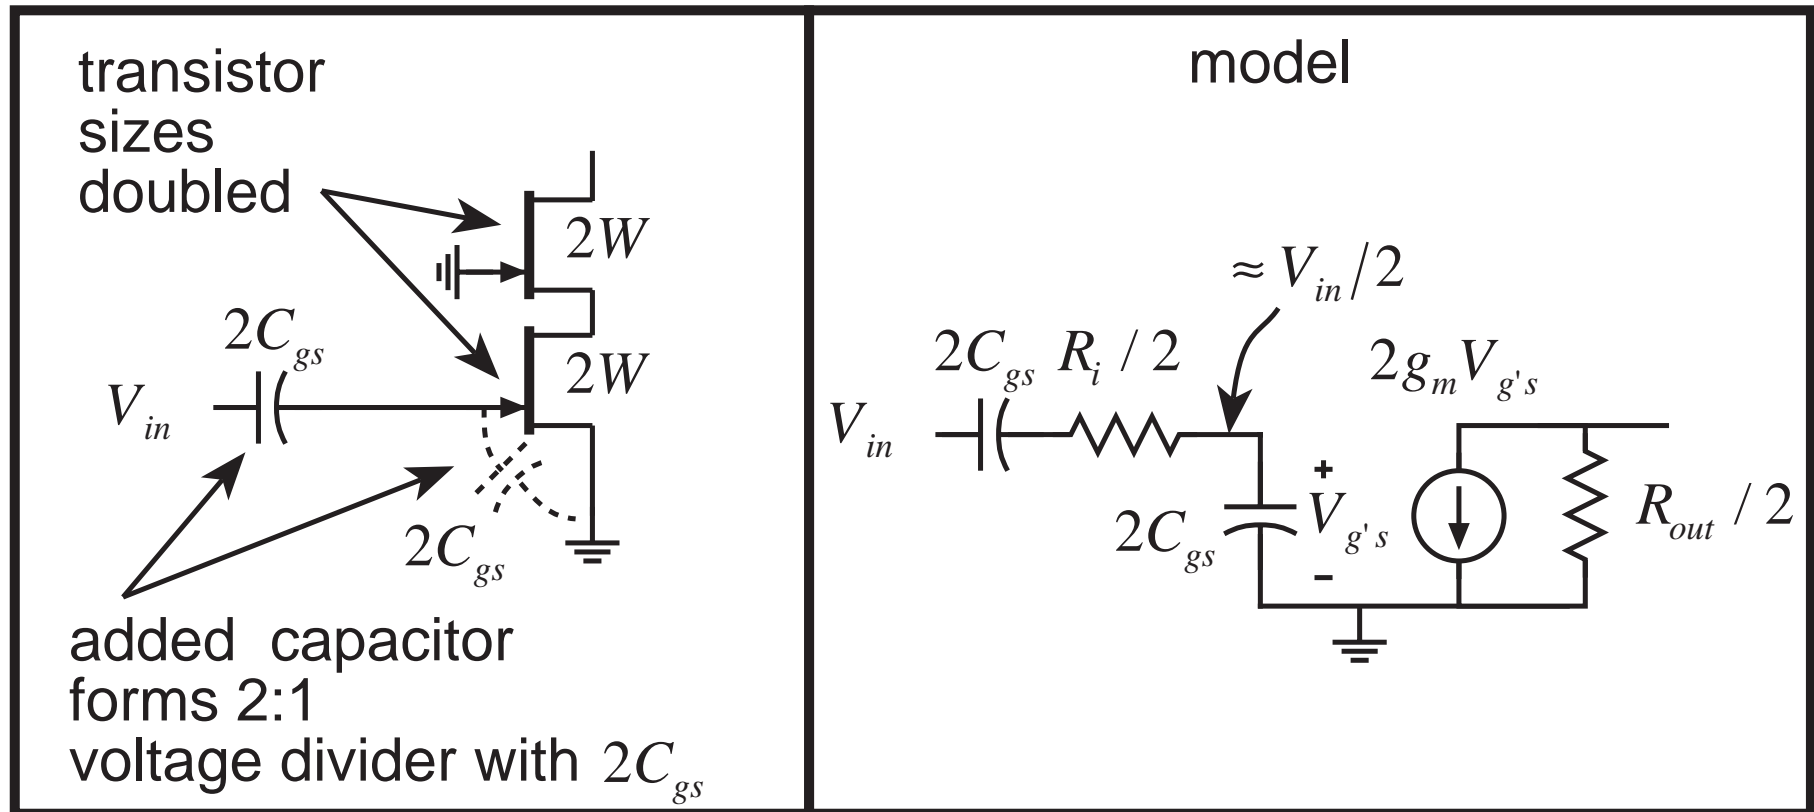 transistor
sizes
doubled
2W
2W
2C_gs
V_in
2C_gs
added capacitor
forms 2:1
voltage divider with 2C_gs
model
≈ V_in/2
2C_gs R_i / 2
2g_m V_g's
V_in
+
2C_gs
V_g's
−
R_out / 2